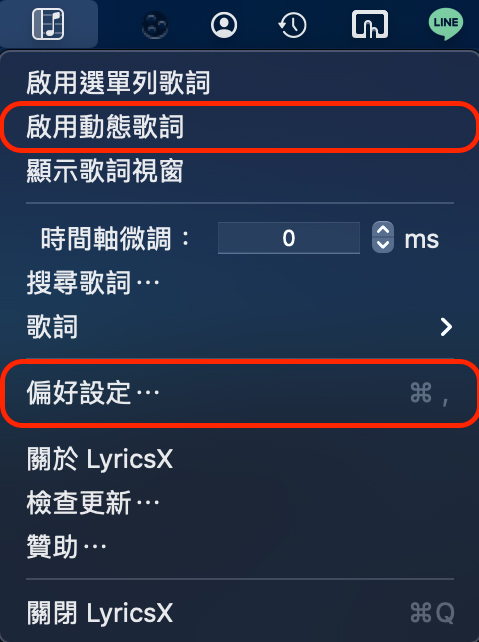 LINE
啟用選單列歌詞
啟用動態歌詞
顯示歌詞視窗
時間軸微調： 0 ms
搜尋歌詞⋯
歌詞
偏好設定⋯ ⌘ ,
關於 LyricsX
檢查更新⋯
贊助⋯
關閉 LyricsX ⌘Q